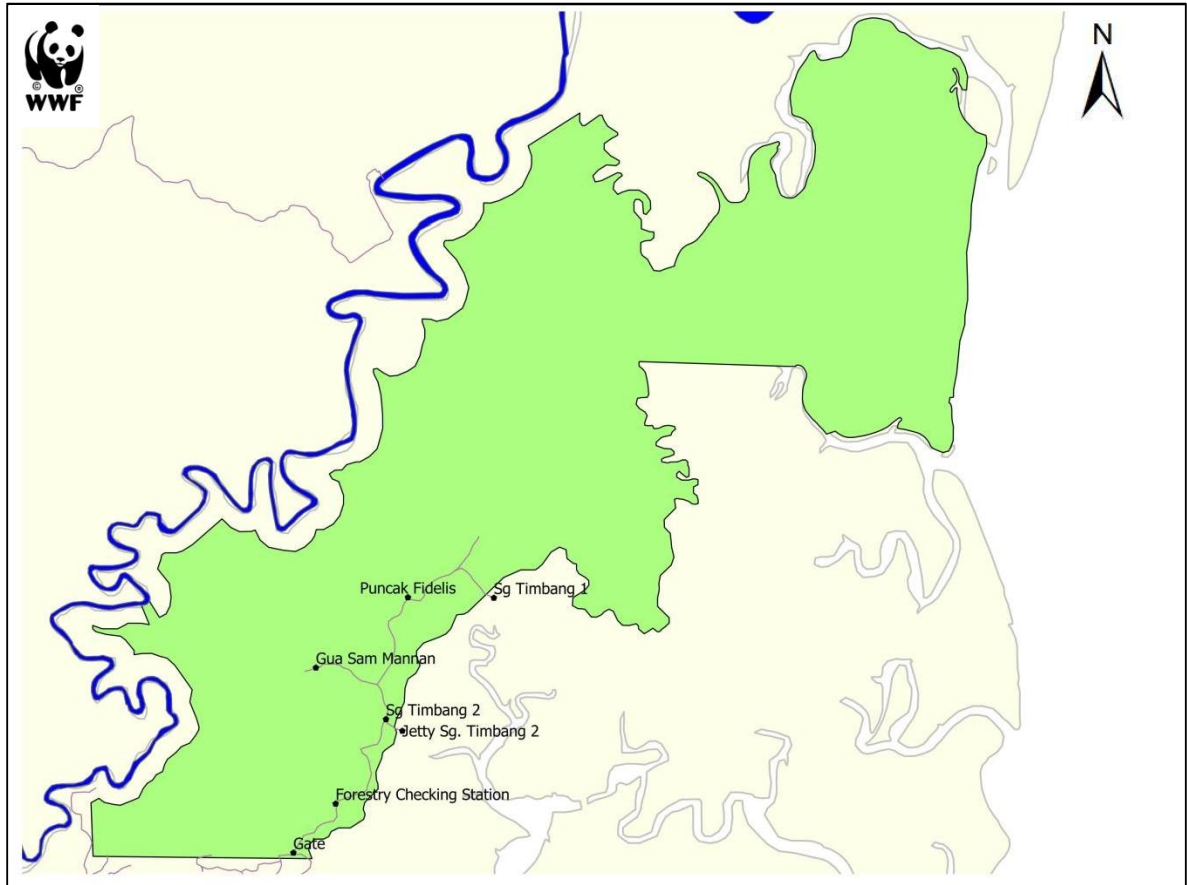 WWF
N
Puncak Fidelis
Sg Timbang 1
Gua Sam Mannan
Sg Timbang 2
Jetty Sg. Timbang 2
Forestry Checking Station
Gate